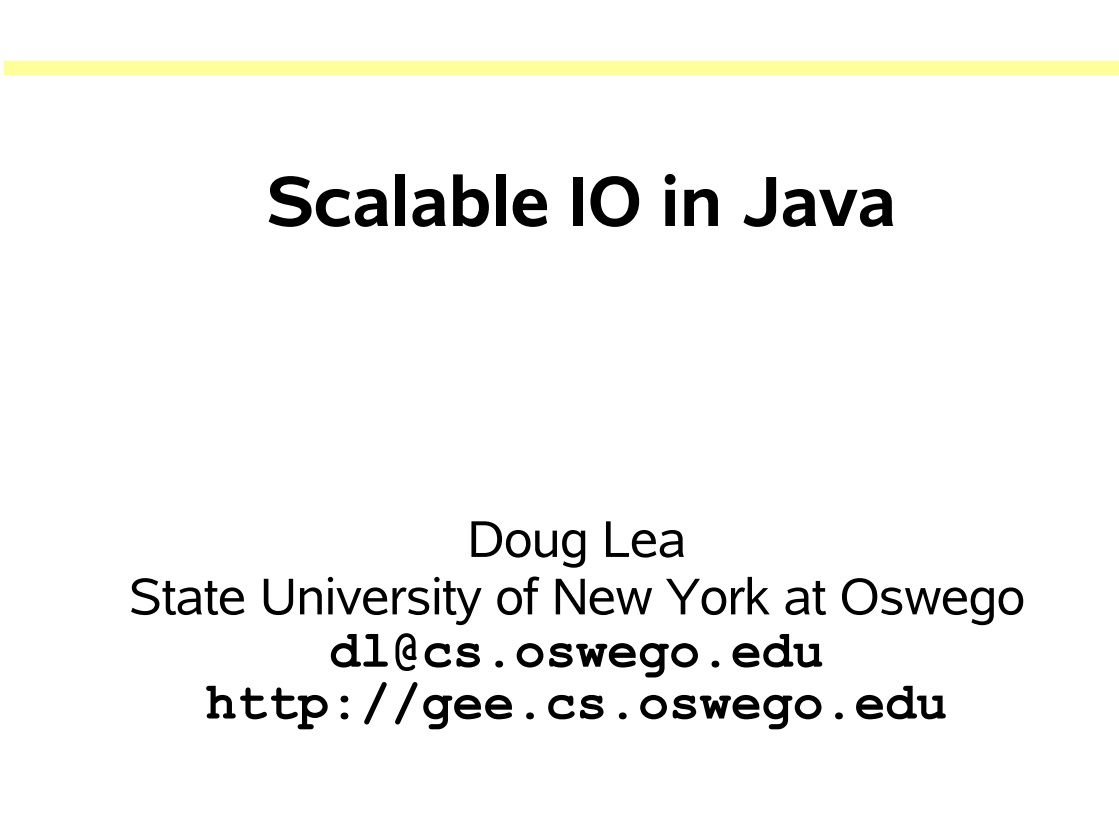 Scalable IO in Java
Doug Lea
State University of New York at Oswego
dl@cs.oswego.edu
http://gee.cs.oswego.edu